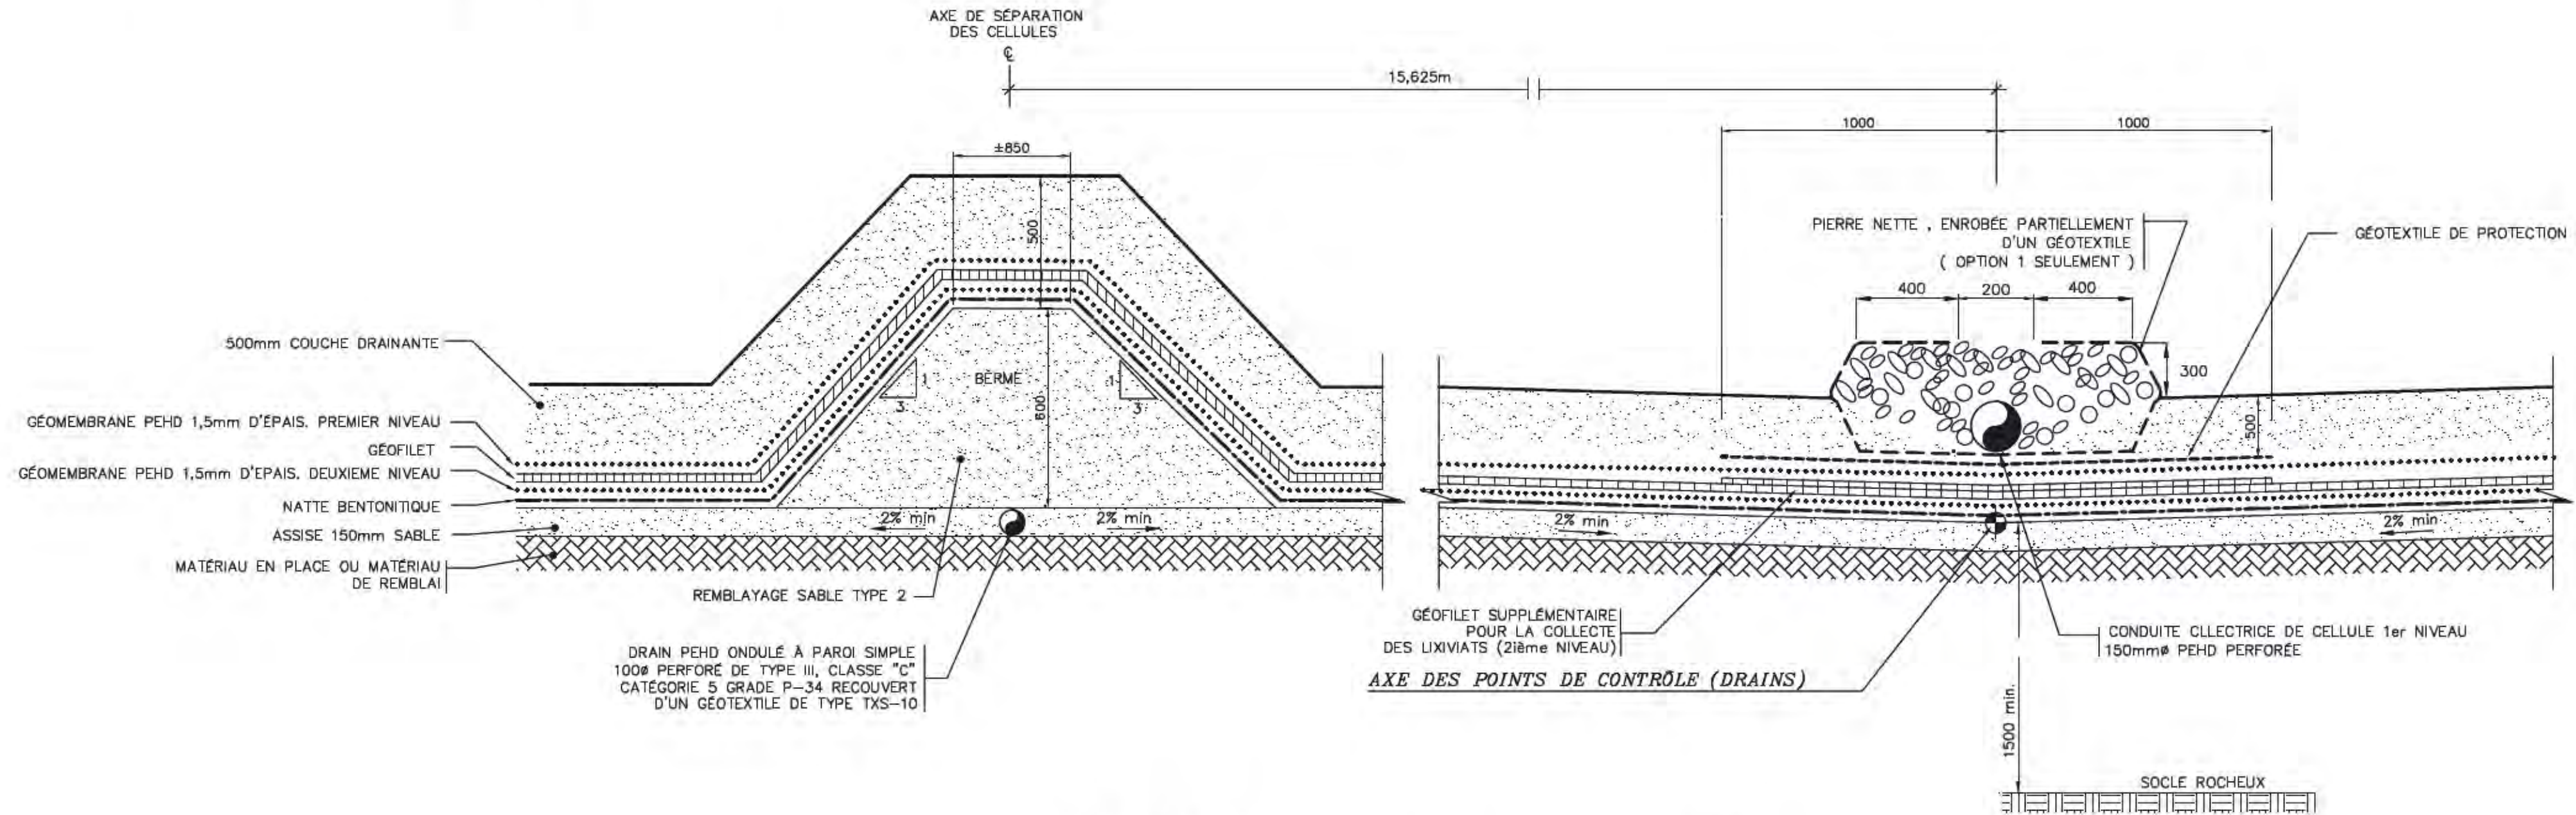 AXE DE SÉPARATION
DES CELLULES
℄
15,625m
1000
1000
±850
500
PIERRE NETTE , ENROBÉE PARTIELLEMENT
D'UN GÉOTEXTILE
( OPTION 1 SEULEMENT )
GÉOTEXTILE DE PROTECTION
400
200
400
300
500
500mm COUCHE DRAINANTE
GÉOMEMBRANE PEHD 1,5mm D'ÉPAIS. PREMIER NIVEAU
GÉOFILET
GÉOMEMBRANE PEHD 1,5mm D'EPAIS. DEUXIEME NIVEAU
NATTE BENTONITIQUE
ASSISE 150mm SABLE
MATÉRIAU EN PLACE OU MATÉRIAU
DE REMBLAI
BERME
1
3
1
3
600
2% min
2% min
2% min
2% min
REMBLAYAGE SABLE TYPE 2
DRAIN PEHD ONDULÉ À PAROI SIMPLE
100ø PERFORÉ DE TYPE III, CLASSE "C"
CATÉGORIE 5 GRADE P-34 RECOUVERT
D'UN GÉOTEXTILE DE TYPE TXS-10
GÉOFILET SUPPLÉMENTAIRE
POUR LA COLLECTE
DES LIXIVIATS (2ième NIVEAU)
AXE DES POINTS DE CONTRÔLE (DRAINS)
CONDUITE CLLECTRICE DE CELLULE 1er NIVEAU
150mmø PEHD PERFORÉE
1500 min.
SOCLE ROCHEUX